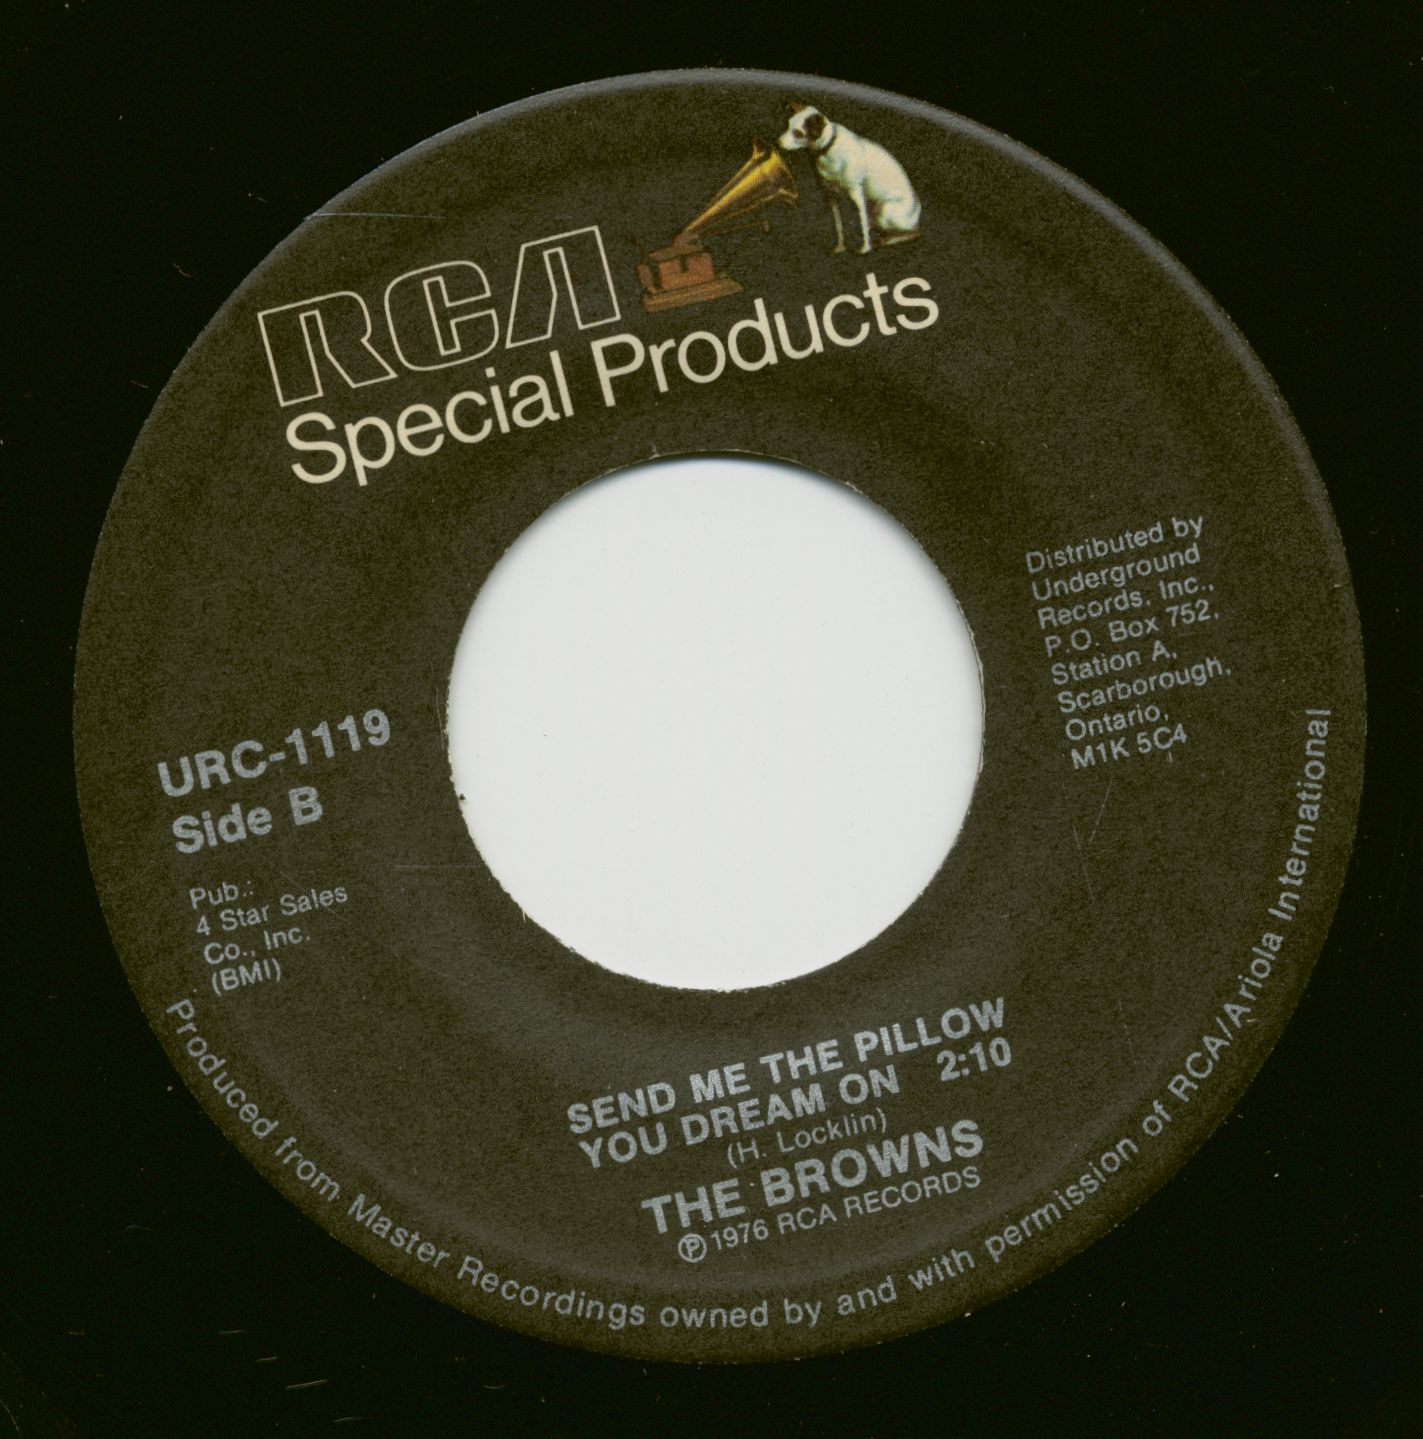 RCA
Special Products
Distributed by
Underground
Records, Inc.,
P.O. Box 752,
Station A,
Scarborough,
Ontario,
M1K 5C4
URC-1119
Side B
Pub.:
4 Star Sales
Co., Inc.
(BMI)
SEND ME THE PILLOW
YOU DREAM ON 2:10
(H. Locklin)
THE BROWNS
℗ 1976 RCA RECORDS
Produced from Master Recordings owned by and with permission of RCA/Ariola International